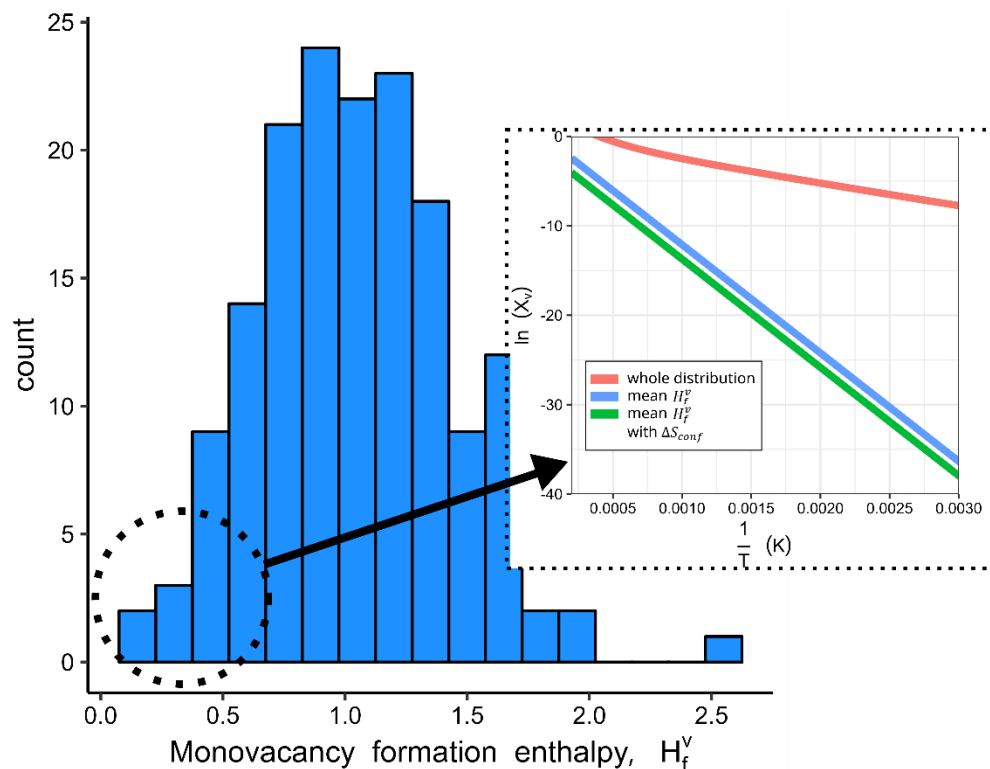 25
20
15
10
5
0
count
0.0 0.5 1.0 1.5 2.0 2.5
Monovacancy formation enthalpy, H_f^v
0
-10
-20
-30
-40
ln (X_v)
whole distribution
mean H_f^v
mean H_f^v
with ΔS_conf
0.0005 0.0010 0.0015 0.0020 0.0025 0.0030
1
T (K)